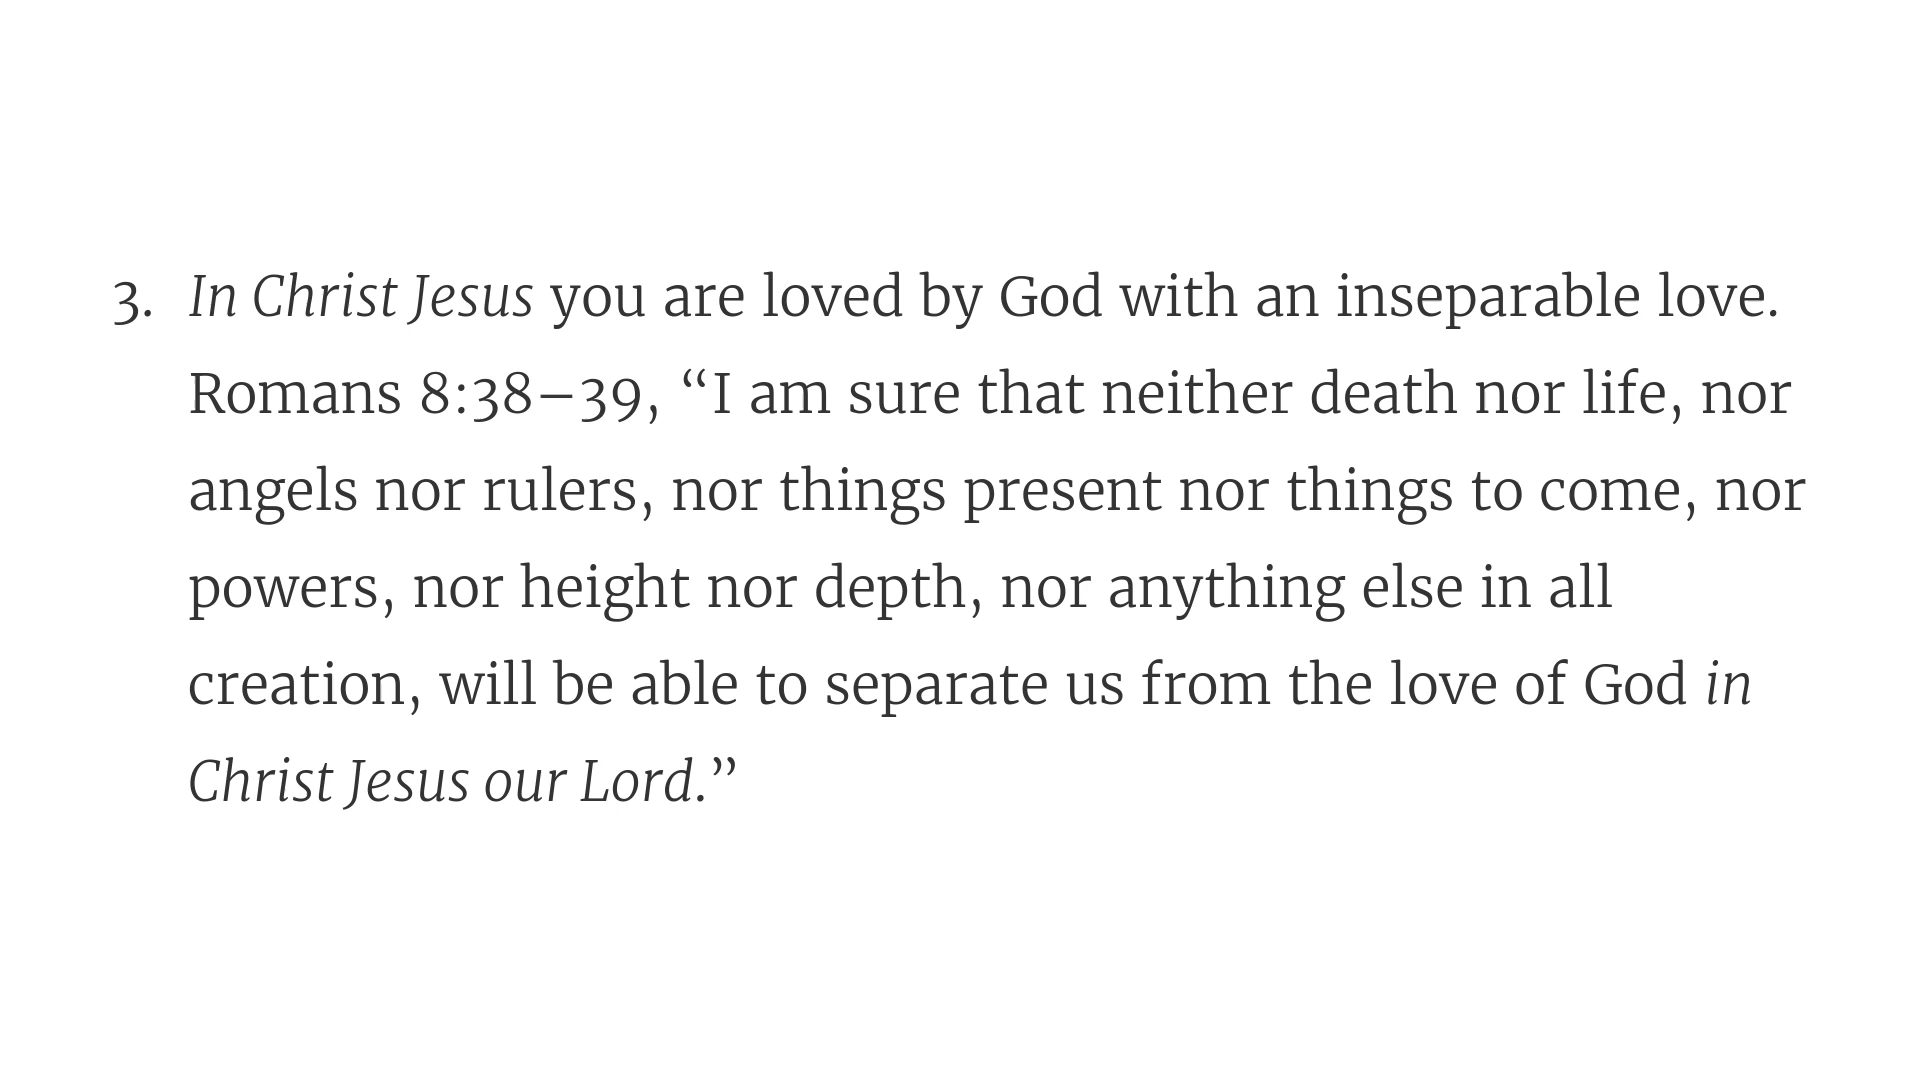 3. In Christ Jesus you are loved by God with an inseparable love.
Romans 8:38–39, “I am sure that neither death nor life, nor
angels nor rulers, nor things present nor things to come, nor
powers, nor height nor depth, nor anything else in all
creation, will be able to separate us from the love of God in
Christ Jesus our Lord.”